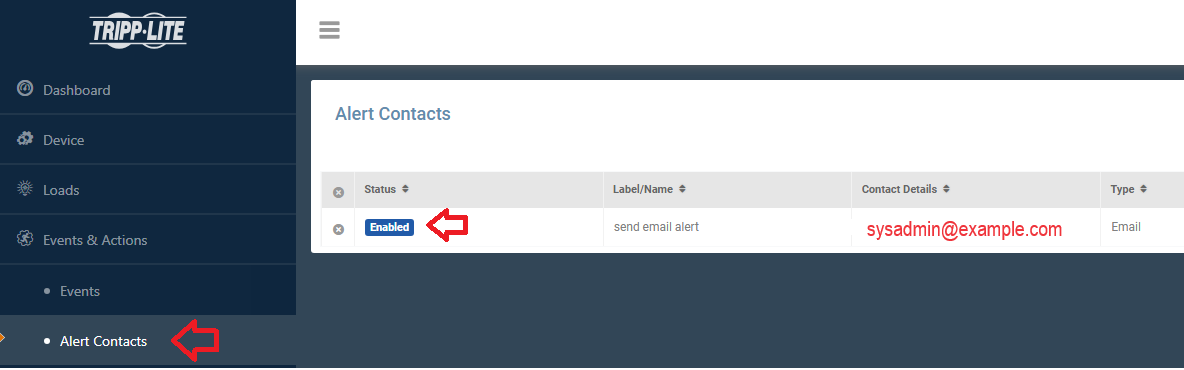 TRIPP·LITE
Dashboard
Device
Loads
Events & Actions
Events
Alert Contacts
Alert Contacts
Status Label/Name Contact Details Type
Enabled send email alert sysadmin@example.com Email